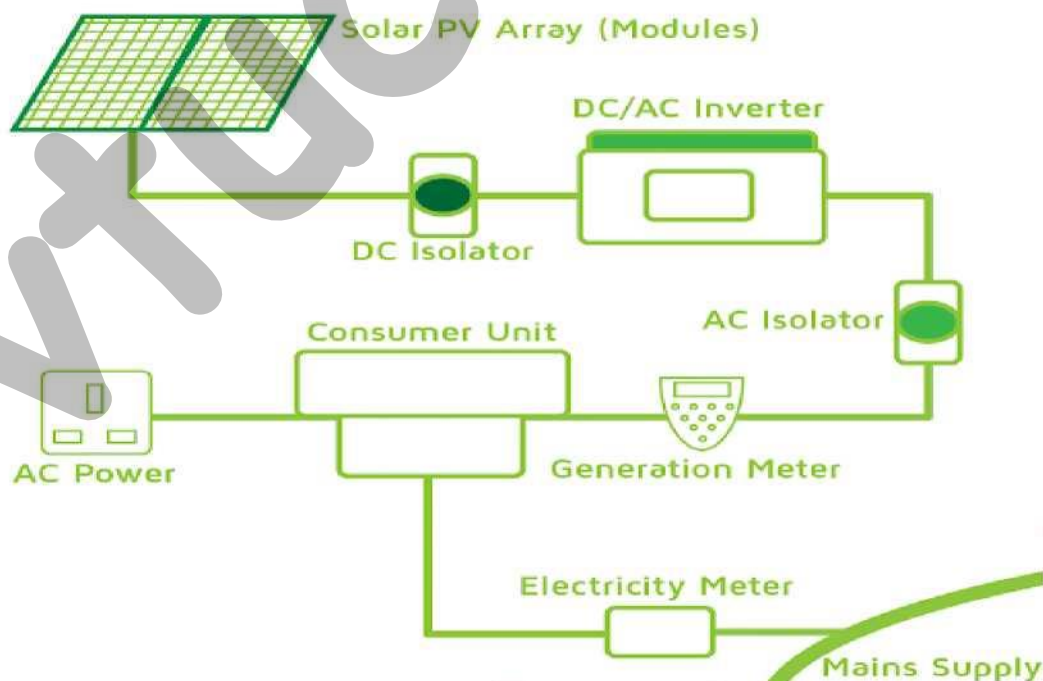 Solar PV Array (Modules)
DC/AC Inverter
DC Isolator
AC Isolator
Consumer Unit
AC Power
Generation Meter
Electricity Meter
Mains Supply
vtuc